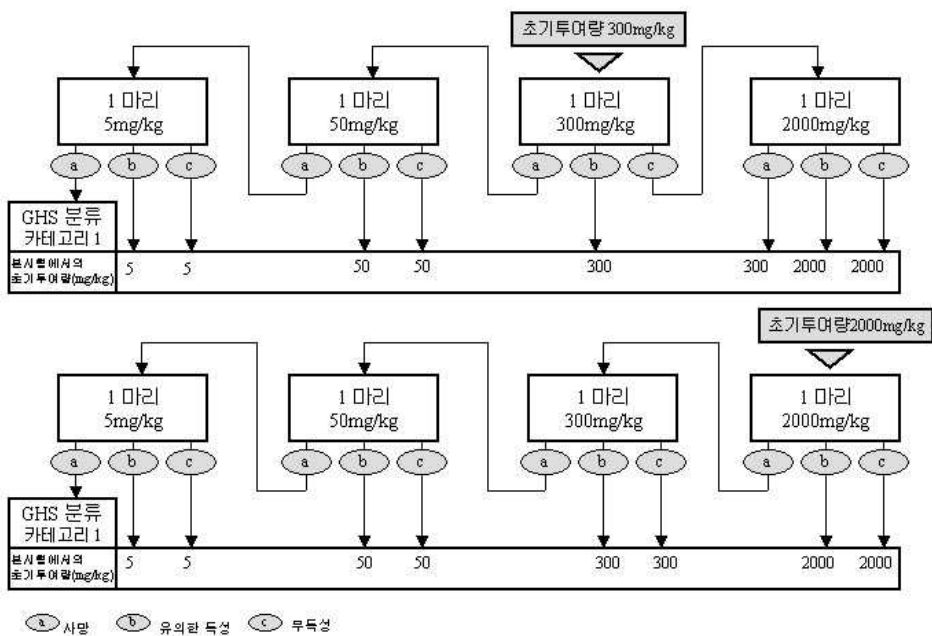 초기투여량 300mg/kg
1 마리
5mg/kg
1 마리
50mg/kg
1 마리
300mg/kg
1 마리
2000mg/kg
a b c a b c a b c a b c
GHS 분류
카테고리 1
본시험에서의
초기투여량(mg/kg)
5 5 50 50 300 300 2000 2000
초기투여량2000mg/kg
1 마리
5mg/kg
1 마리
50mg/kg
1 마리
300mg/kg
1 마리
2000mg/kg
a b c a b c a b c a b c
GHS 분류
카테고리 1
본시험에서의
초기투여량(mg/kg)
5 5 50 50 300 300 2000 2000
a 사망 b 유의한 독성 c 무독성